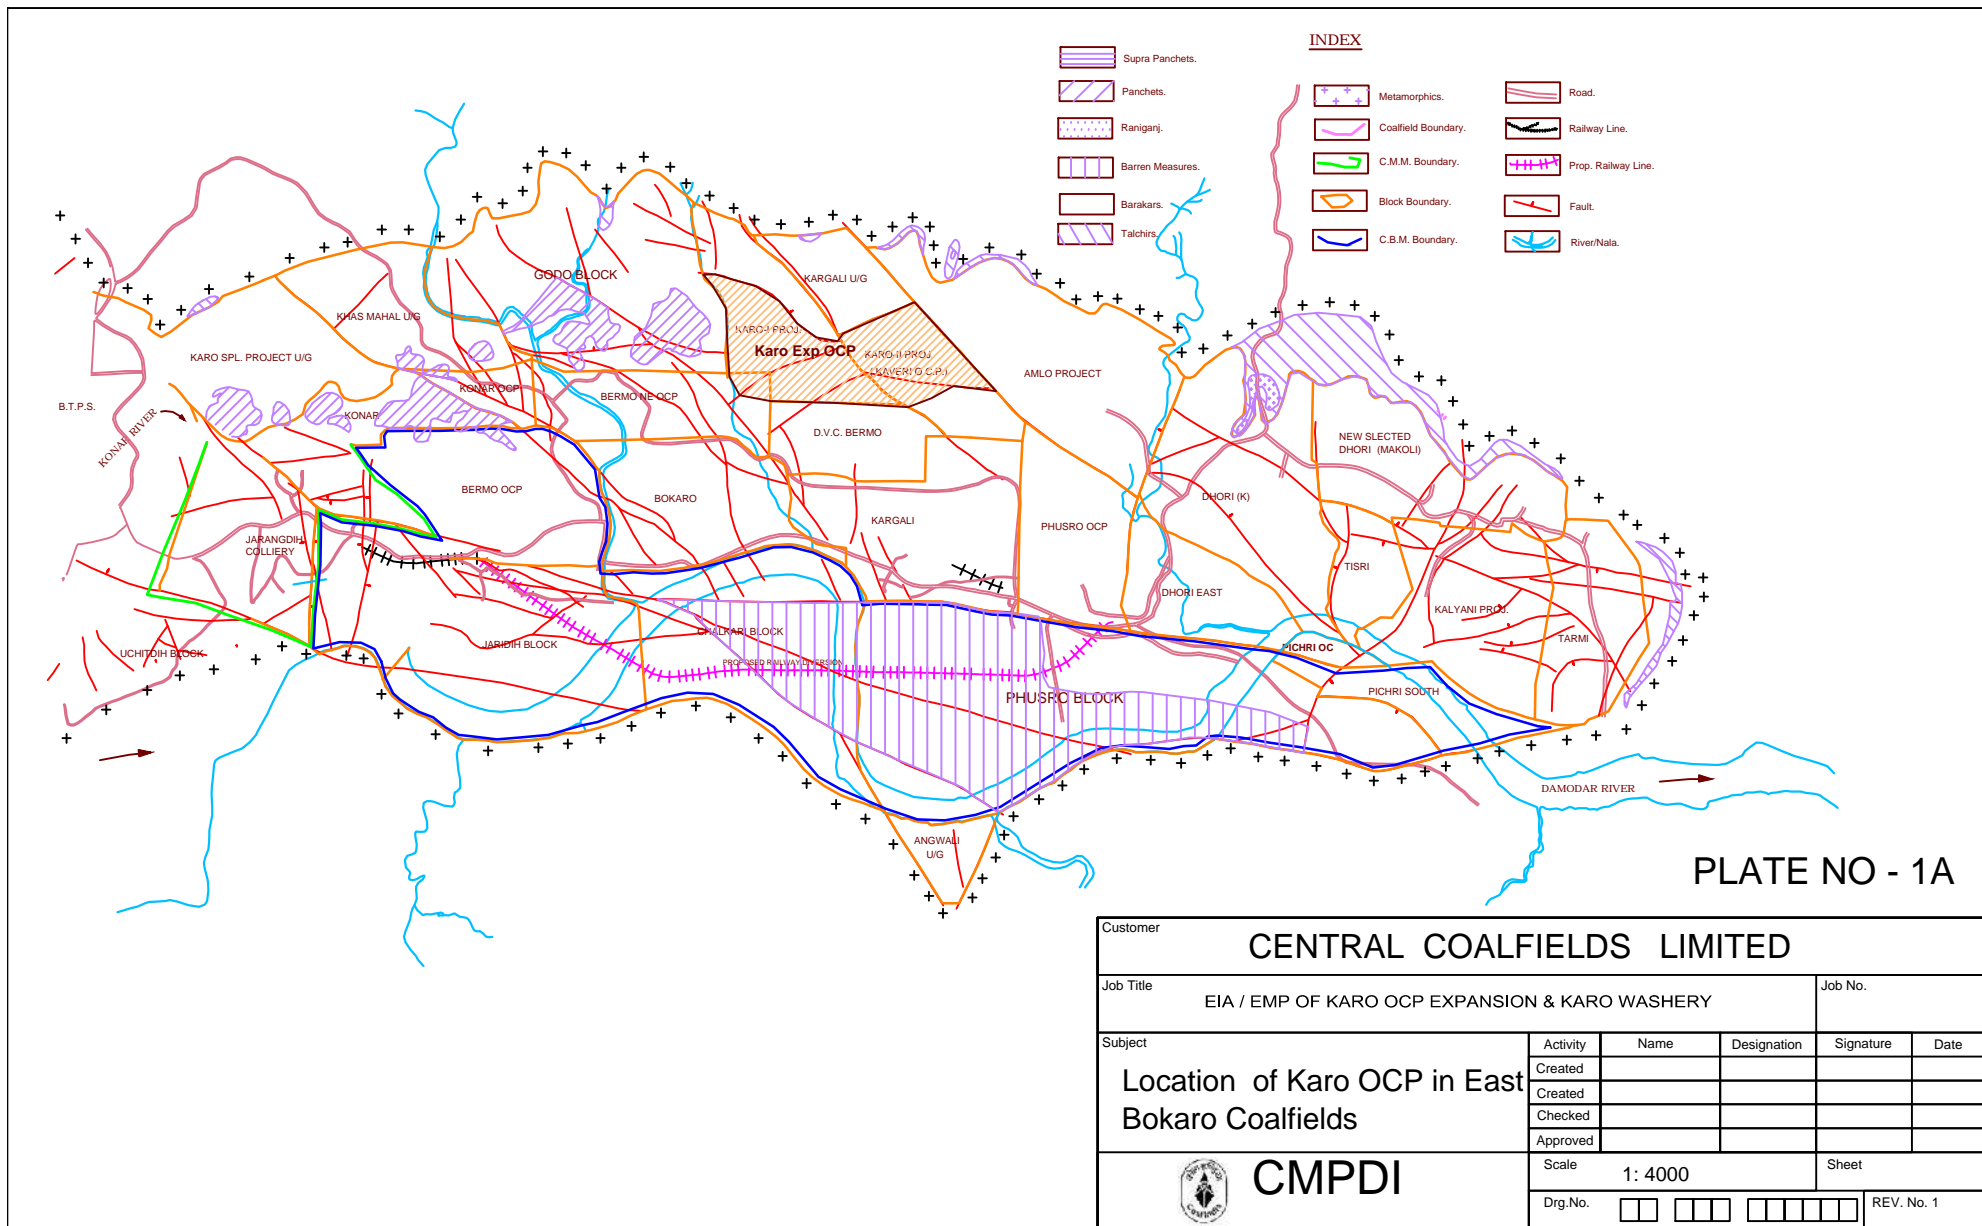 INDEX
Supra Panchets.
Panchets.
Raniganj.
Barren Measures.
Barakars.
Talchirs.
Metamorphics.
Coalfield Boundary.
C.M.M. Boundary.
Block Boundary.
C.B.M. Boundary.
Road.
Railway Line.
Prop. Railway Line.
Fault.
River/Nala.
GODO BLOCK
KARGALI U/G
KHAS MAHAL U/G
KARO-I PROJ.
Karo Exp OCP
KARO-II PROJ.
(KAVERI O.C.P.)
KARO SPL. PROJECT U/G
AMLO PROJECT
KONAR OCP
BERMO NE OCP
B.T.P.S.
KONAR
KONAR RIVER
D.V.C. BERMO
NEW SLECTED
DHORI (MAKOLI)
BERMO OCP
BOKARO
DHORI (K)
KARGALI
PHUSRO OCP
JARANGDIH
COLLIERY
TISRI
DHORI EAST
KALYANI PROJ.
TARMI
CHALKARI BLOCK
JARIDIH BLOCK
UCHITDIH BLOCK
PICHRI OC
PROPOSED RAILWAY DIVERSION
PHUSRO BLOCK
PICHRI SOUTH
DAMODAR RIVER
ANGWALI
U/G
PLATE NO - 1A
Customer
CENTRAL COALFIELDS LIMITED
Job Title
EIA / EMP OF KARO OCP EXPANSION & KARO WASHERY
Job No.
Subject
Location of Karo OCP in East
Bokaro Coalfields
Activity Name Designation Signature Date
Created
Created
Checked
Approved
CMPDI
Scale 1: 4000 Sheet
Drg.No. REV. No. 1